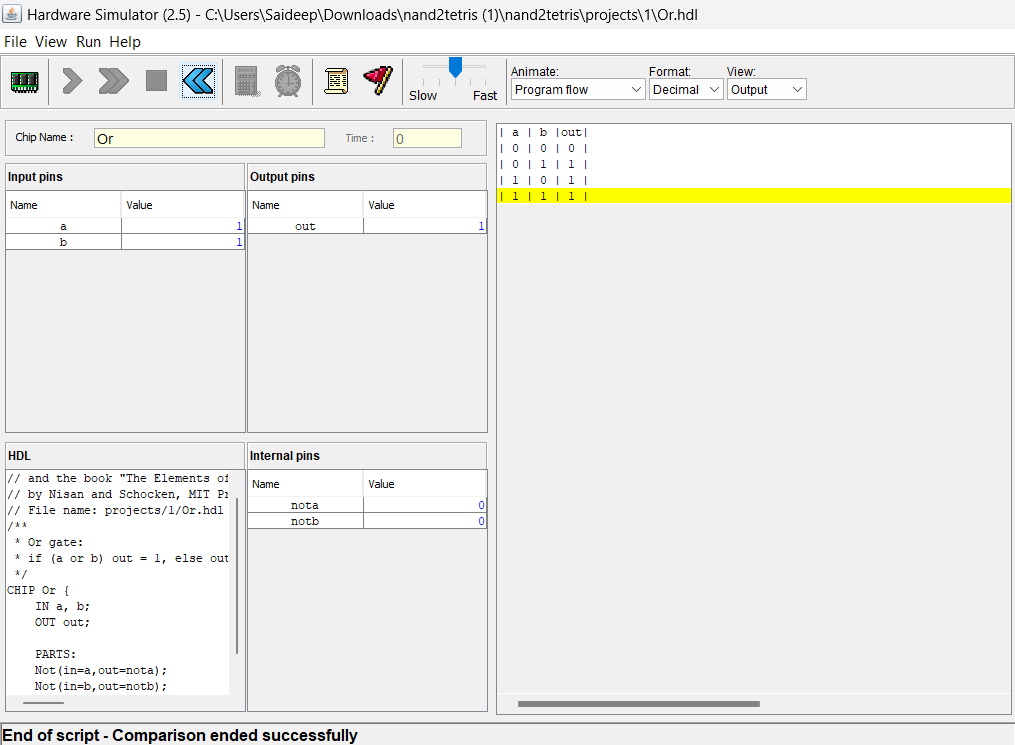 Hardware Simulator (2.5) - C:\Users\Saideep\Downloads\nand2tetris (1)\nand2tetris\projects\1\Or.hdl
File View Run Help
Slow Fast
Animate: Format: View:
Program flow Decimal Output
Chip Name : Or Time : 0
Input pins
Name Value
a 1
b 1
Output pins
Name Value
out 1
HDL
// and the book "The Elements of
// by Nisan and Schocken, MIT Pr
// File name: projects/1/Or.hdl
/**
* Or gate:
* if (a or b) out = 1, else out
*/
CHIP Or {
IN a, b;
OUT out;
PARTS:
Not(in=a,out=nota);
Not(in=b,out=notb);
Internal pins
Name Value
nota 0
notb 0
| a | b |out|
| 0 | 0 | 0 |
| 0 | 1 | 1 |
| 1 | 0 | 1 |
| 1 | 1 | 1 |
End of script - Comparison ended successfully